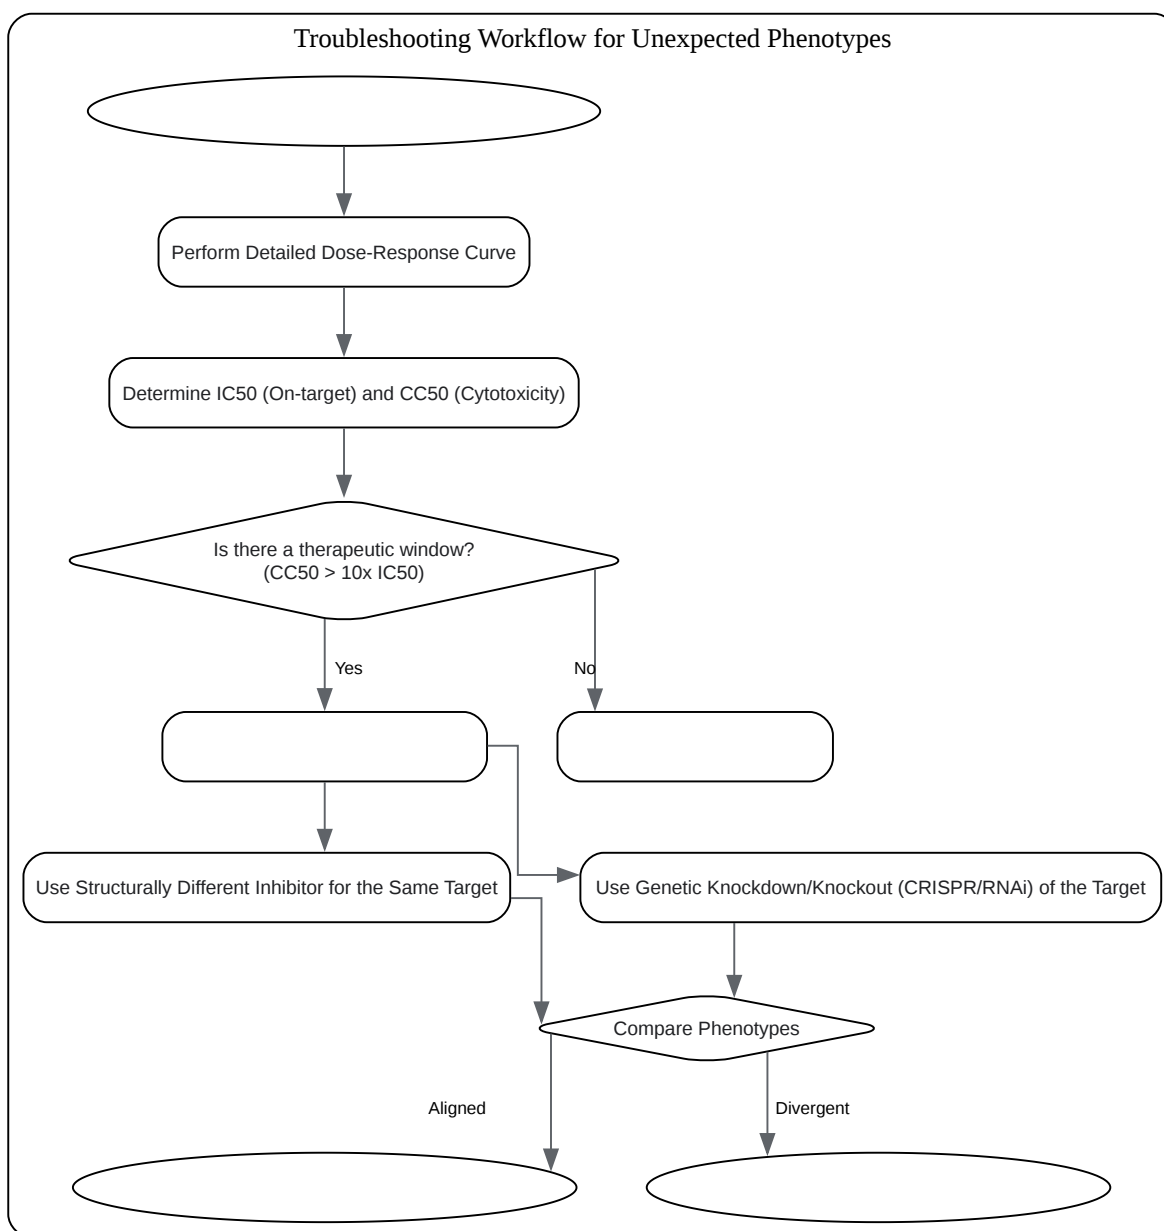 Troubleshooting Workflow for Unexpected Phenotypes
Perform Detailed Dose-Response Curve
Determine IC50 (On-target) and CC50 (Cytotoxicity)
Is there a therapeutic window?
(CC50 > 10x IC50)
Yes
No
Use Structurally Different Inhibitor for the Same Target
Use Genetic Knockdown/Knockout (CRISPR/RNAi) of the Target
Compare Phenotypes
Aligned
Divergent